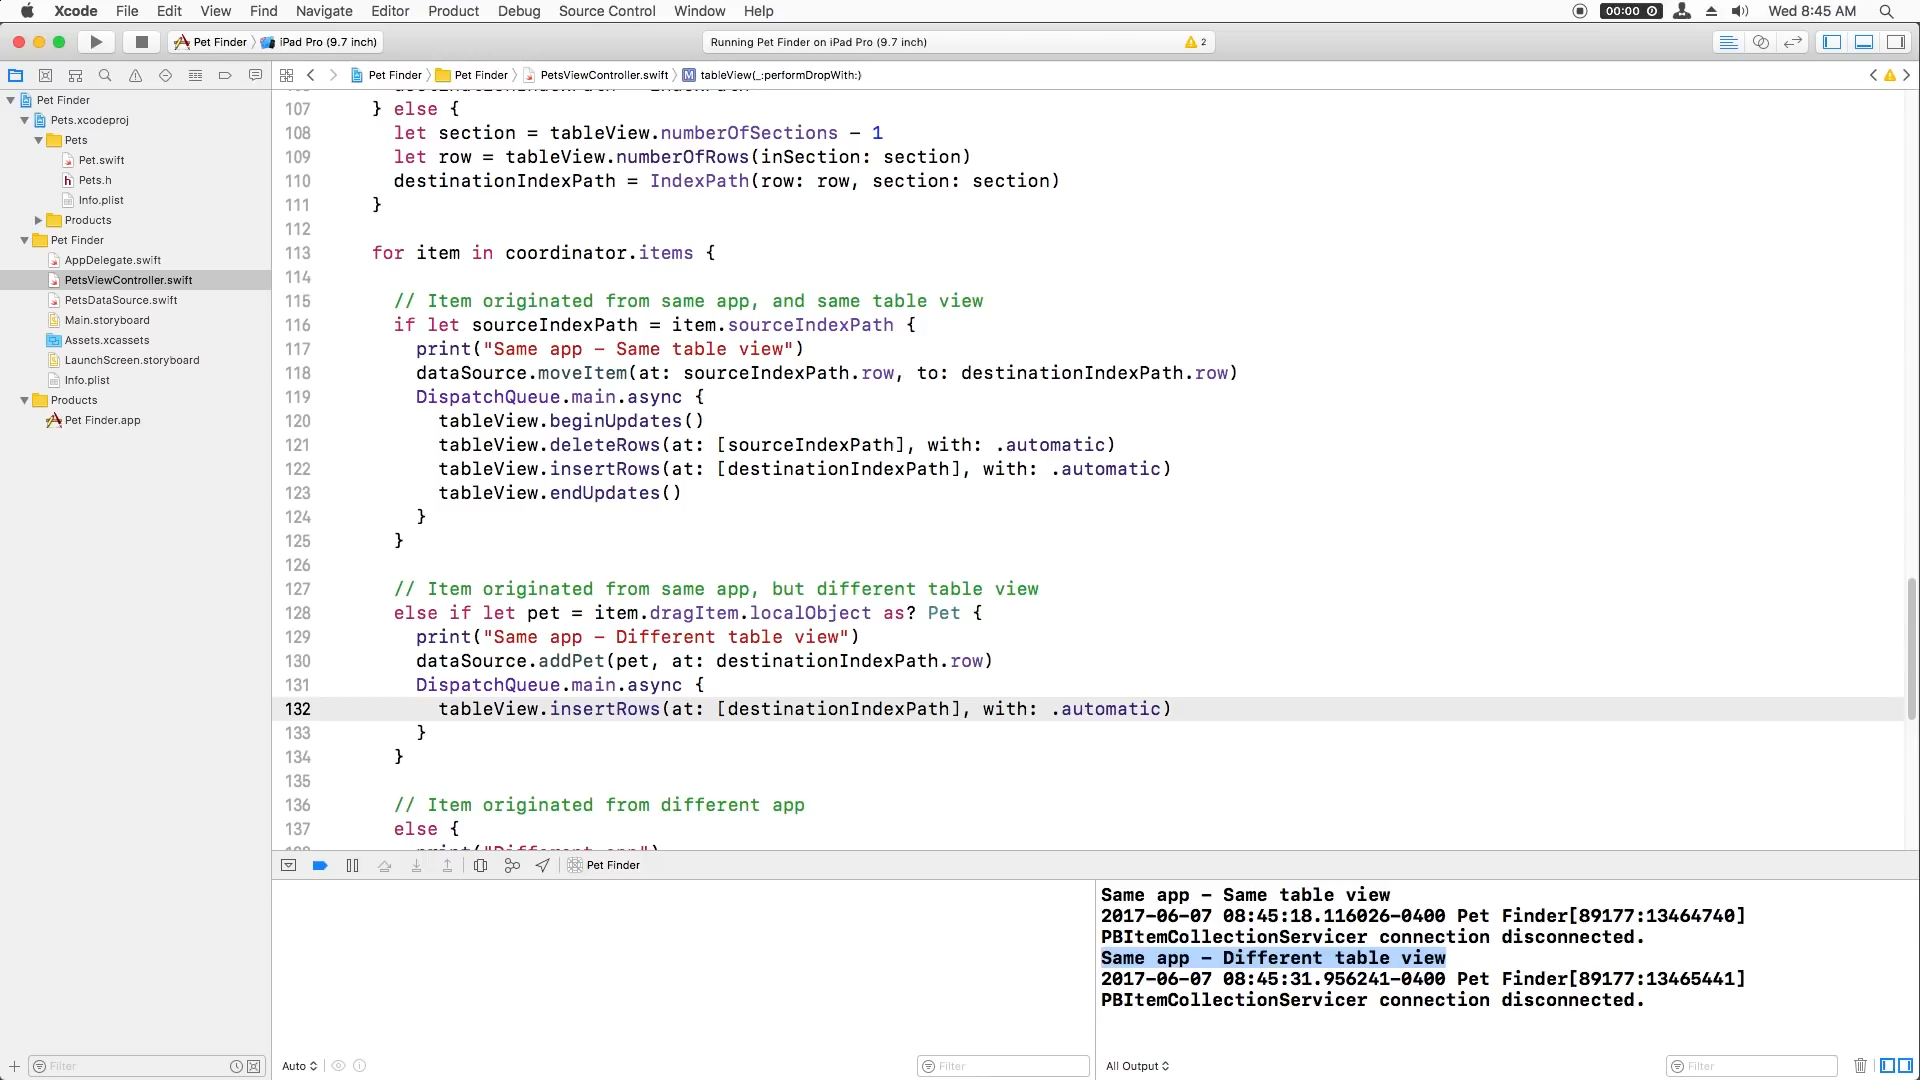 Xcode File Edit View Find Navigate Editor Product Debug Source Control Window Help 00:00 Wed 8:45 AM
Pet Finder iPad Pro (9.7 inch) Running Pet Finder on iPad Pro (9.7 inch) 2
Pet Finder Pet Finder PetsViewController.swift M tableView(_:performDropWith:)
Pet Finder
Pets.xcodeproj
Pets
Pet.swift
h Pets.h
Info.plist
Products
Pet Finder
AppDelegate.swift
PetsViewController.swift
PetsDataSource.swift
Main.storyboard
Assets.xcassets
LaunchScreen.storyboard
Info.plist
Products
Pet Finder.app
Filter
107 } else {
108 let section = tableView.numberOfSections - 1
109 let row = tableView.numberOfRows(inSection: section)
110 destinationIndexPath = IndexPath(row: row, section: section)
111 }
112
113 for item in coordinator.items {
114
115 // Item originated from same app, and same table view
116 if let sourceIndexPath = item.sourceIndexPath {
117 print("Same app - Same table view")
118 dataSource.moveItem(at: sourceIndexPath.row, to: destinationIndexPath.row)
119 DispatchQueue.main.async {
120 tableView.beginUpdates()
121 tableView.deleteRows(at: [sourceIndexPath], with: .automatic)
122 tableView.insertRows(at: [destinationIndexPath], with: .automatic)
123 tableView.endUpdates()
124 }
125 }
126
127 // Item originated from same app, but different table view
128 else if let pet = item.dragItem.localObject as? Pet {
129 print("Same app - Different table view")
130 dataSource.addPet(pet, at: destinationIndexPath.row)
131 DispatchQueue.main.async {
132 tableView.insertRows(at: [destinationIndexPath], with: .automatic)
133 }
134 }
135
136 // Item originated from different app
137 else {
print("Different app")
Pet Finder
Auto Filter
Same app - Same table view
2017-06-07 08:45:18.116026-0400 Pet Finder[89177:13464740]
PBItemCollectionServicer connection disconnected.
Same app - Different table view
2017-06-07 08:45:31.956241-0400 Pet Finder[89177:13465441]
PBItemCollectionServicer connection disconnected.
All Output Filter